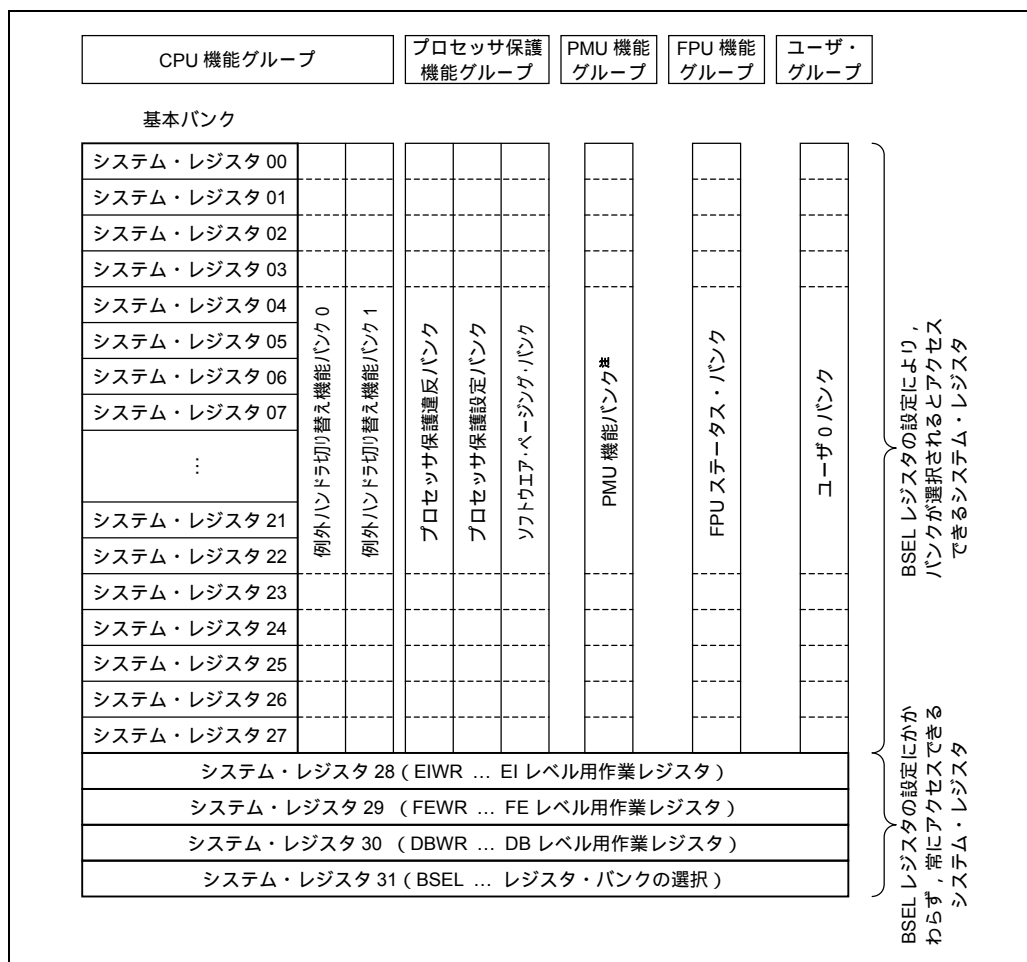 CPU 機能グループ
プロセッサ保護
機能グループ
PMU 機能
グループ
FPU 機能
グループ
ユーザ・
グループ
基本バンク
システム・レジスタ 00
システム・レジスタ 01
システム・レジスタ 02
システム・レジスタ 03
システム・レジスタ 04
システム・レジスタ 05
システム・レジスタ 06
システム・レジスタ 07
…
システム・レジスタ 21
システム・レジスタ 22
システム・レジスタ 23
システム・レジスタ 24
システム・レジスタ 25
システム・レジスタ 26
システム・レジスタ 27
例外ハンドラ切り替え機能バンク 0
例外ハンドラ切り替え機能バンク 1
プロセッサ保護違反バンク
プロセッサ保護設定バンク
ソフトウエア・ページング・バンク
PMU 機能バンク注
FPU ステータス・バンク
ユーザ 0 バンク
BSEL レジスタの設定により，
バンクが選択されるとアクセス
できるシステム・レジスタ
システム・レジスタ 28（EIWR … EI レベル用作業レジスタ）
システム・レジスタ 29 （FEWR … FE レベル用作業レジスタ）
システム・レジスタ 30 （DBWR … DB レベル用作業レジスタ）
システム・レジスタ 31（BSEL … レジスタ・バンクの選択）
BSEL レジスタの設定にかか
わらず，常にアクセスできる
システム・レジスタ